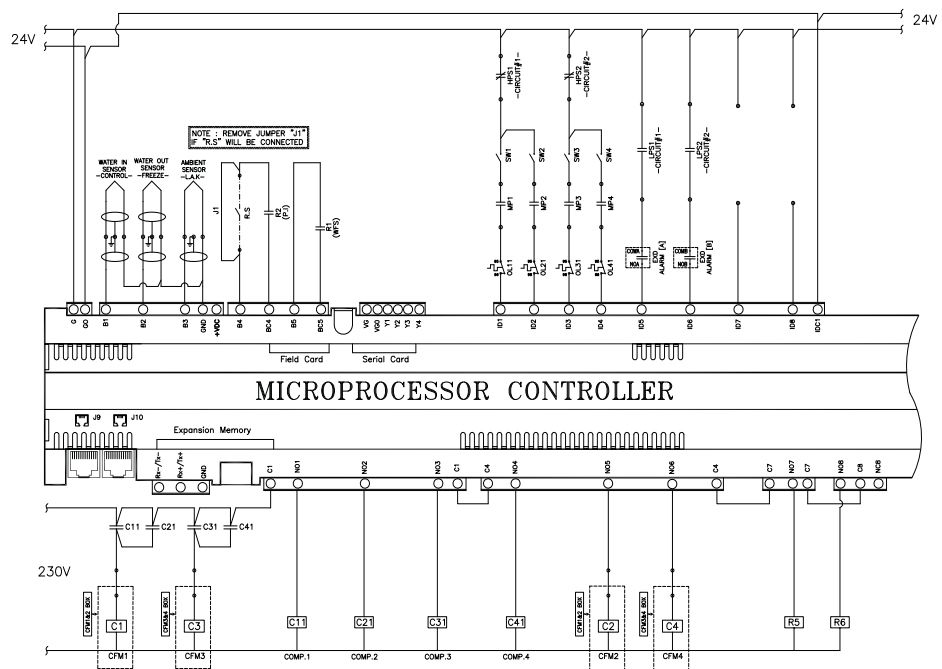 24V
24V
NOTE : REMOVE JUMPER "J1"
IF "R.S" WILL BE CONNECTED
WATER IN
SENSOR
-CONTROL-
WATER OUT
SENSOR
-FREEZE-
AMBIENT
SENSOR
-L.A.K-
J1
R.S
R2
(P.I)
R1
(WFS)
HPS1
-CIRCUIT#1-
HPS2
-CIRCUIT#2-
LPS1
-CIRCUIT#1-
LPS2
-CIRCUIT#2-
SW1
SW2
SW3
SW4
MP1
MP2
MP3
MP4
OL11
OL21
OL31
OL41
COMA
NOA
EXD
ALARM [A]
COMB
NOB
EXD
ALARM [B]
G
GO
B1
B2
B3
GND
+VDC
B4
BC4
B5
BC5
VG
VG0
Y1
Y2
Y3
Y4
ID1
ID2
ID3
ID4
ID5
ID6
ID7
ID8
IDC1
Field Card
Serial Card
MICROPROCESSOR CONTROLLER
J9
J10
Expansion Memory
Rx-/Tx-
Rx+/Tx+
GND
C1
NO1
NO2
NO3
C1
C4
NO4
NO5
NO6
C4
C7
NO7
C7
NO8
C8
NC8
C11
C21
C31
C41
230V
CFM1&2 BOX
C1
CFM3&4 BOX
C3
C11
C21
C31
C41
CFM1&2 BOX
C2
CFM3&4 BOX
C4
R5
R6
CFM1
CFM3
COMP.1
COMP.2
COMP.3
COMP.4
CFM2
CFM4